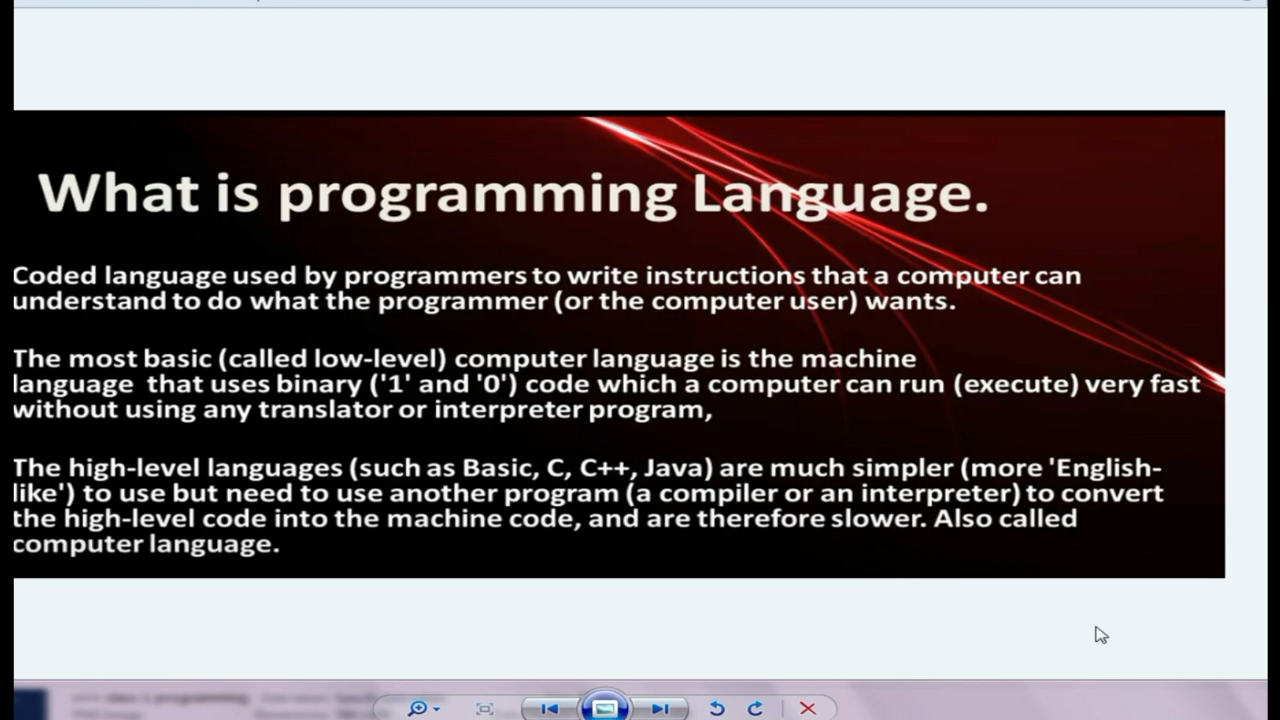 What is programming Language.
Coded language used by programmers to write instructions that a computer can
understand to do what the programmer (or the computer user) wants.
The most basic (called low-level) computer language is the machine
language  that uses binary ('1' and '0') code which a computer can run (execute) very fast
without using any translator or interpreter program,
The high-level languages (such as Basic, C, C++, Java) are much simpler (more 'English-
like') to use but need to use another program (a compiler or an interpreter) to convert
the high-level code into the machine code, and are therefore slower. Also called
computer language.